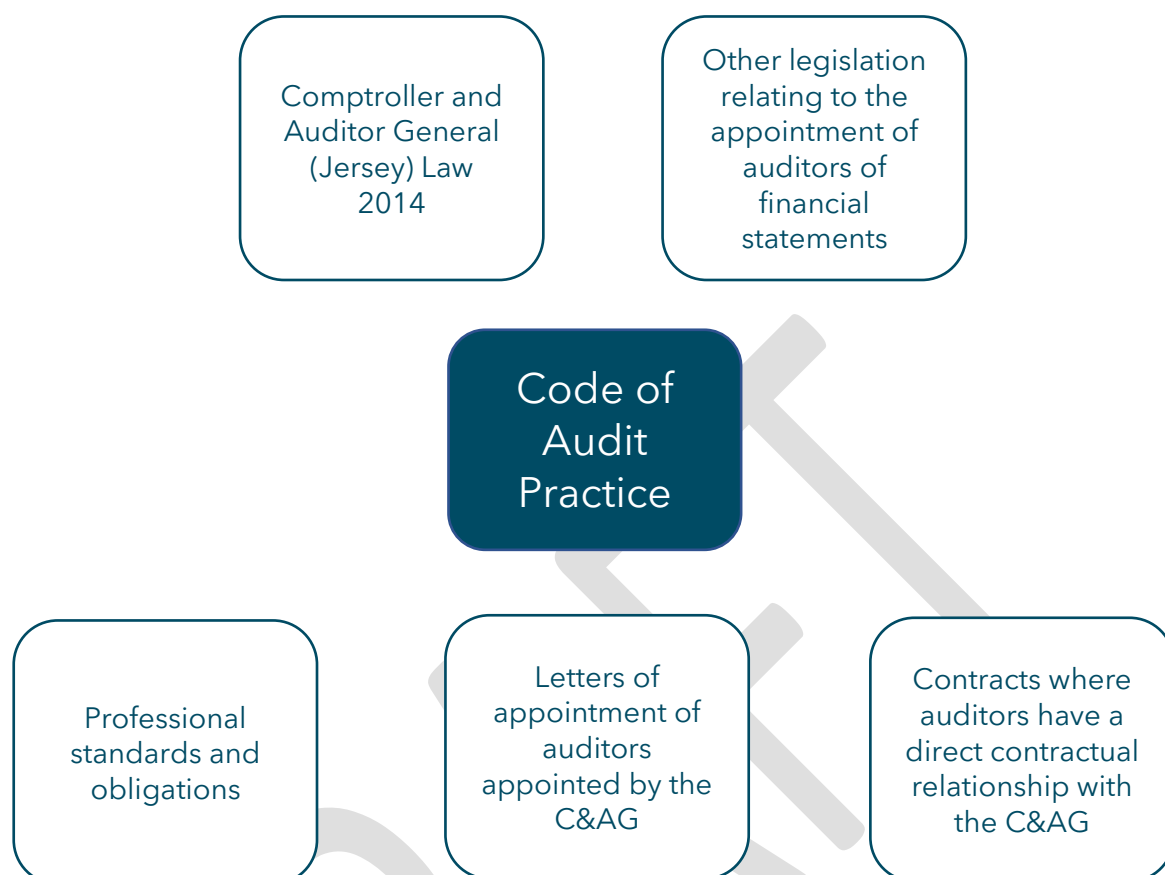 Comptroller and
Auditor General
(Jersey) Law
2014
Other legislation
relating to the
appointment of
auditors of
financial
statements
Code of
Audit
Practice
Professional
standards and
obligations
Letters of
appointment of
auditors
appointed by the
C&AG
Contracts where
auditors have a
direct contractual
relationship with
the C&AG